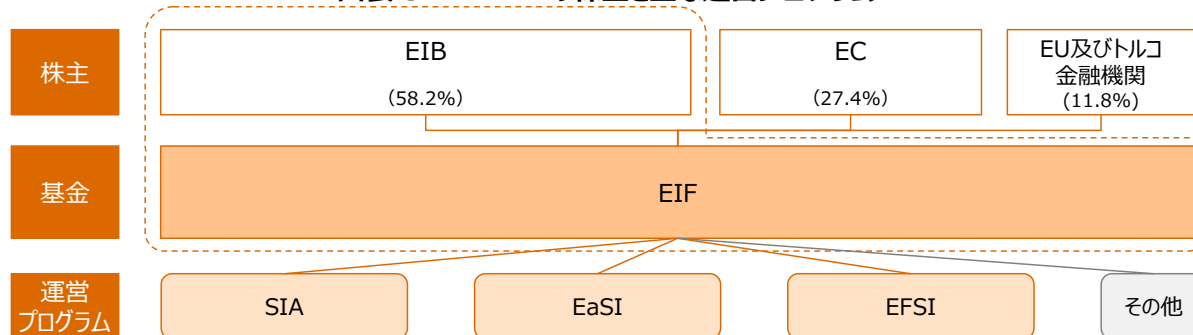 株主
EIB
(58.2%)
EC
(27.4%)
EU及びトルコ
金融機関
(11.8%)
基金
EIF
運営
プログラム
SIA
EaSI
EFSI
その他